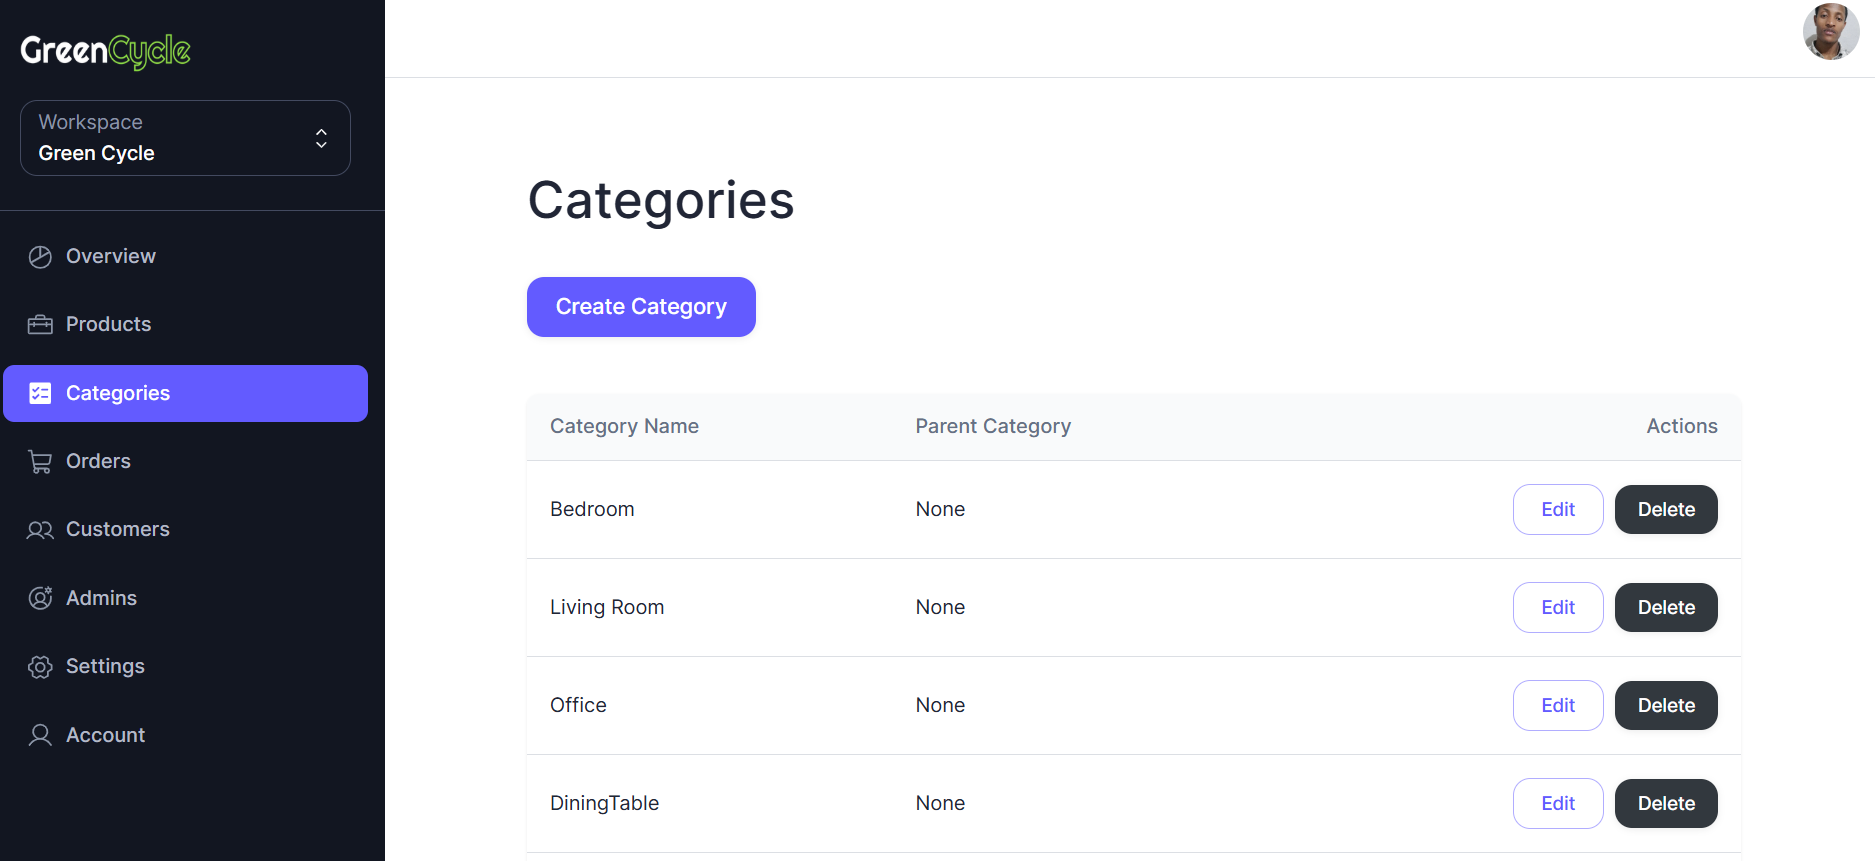 GreenCycle
Workspace
Green Cycle
Overview
Products
Categories
Orders
Customers
Admins
Settings
Account
Categories
Create Category
Category Name Parent Category Actions
Bedroom None Edit Delete
Living Room None Edit Delete
Office None Edit Delete
DiningTable None Edit Delete